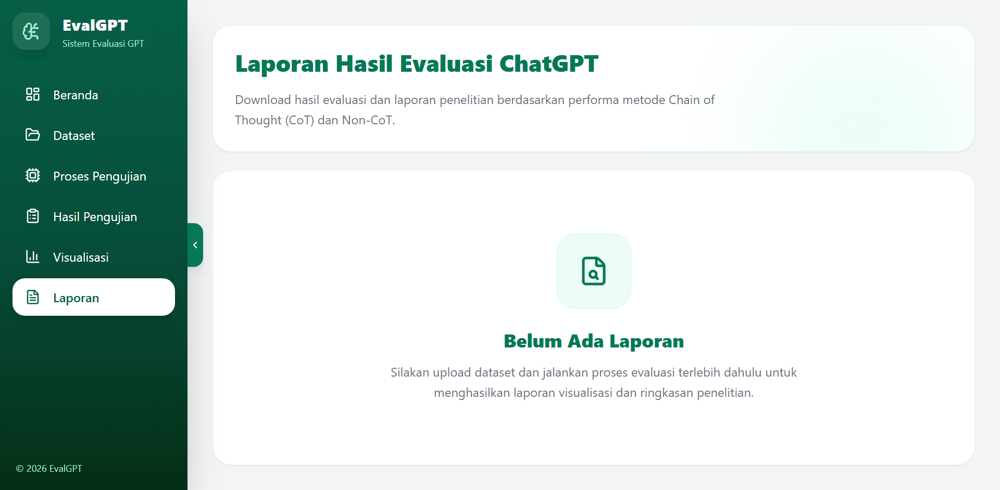 EvalGPT
Sistem Evaluasi GPT
Beranda
Dataset
Proses Pengujian
Hasil Pengujian
Visualisasi
Laporan
© 2026 EvalGPT
Laporan Hasil Evaluasi ChatGPT
Download hasil evaluasi dan laporan penelitian berdasarkan performa metode Chain of
Thought (CoT) dan Non-CoT.
Belum Ada Laporan
Silakan upload dataset dan jalankan proses evaluasi terlebih dahulu untuk
menghasilkan laporan visualisasi dan ringkasan penelitian.